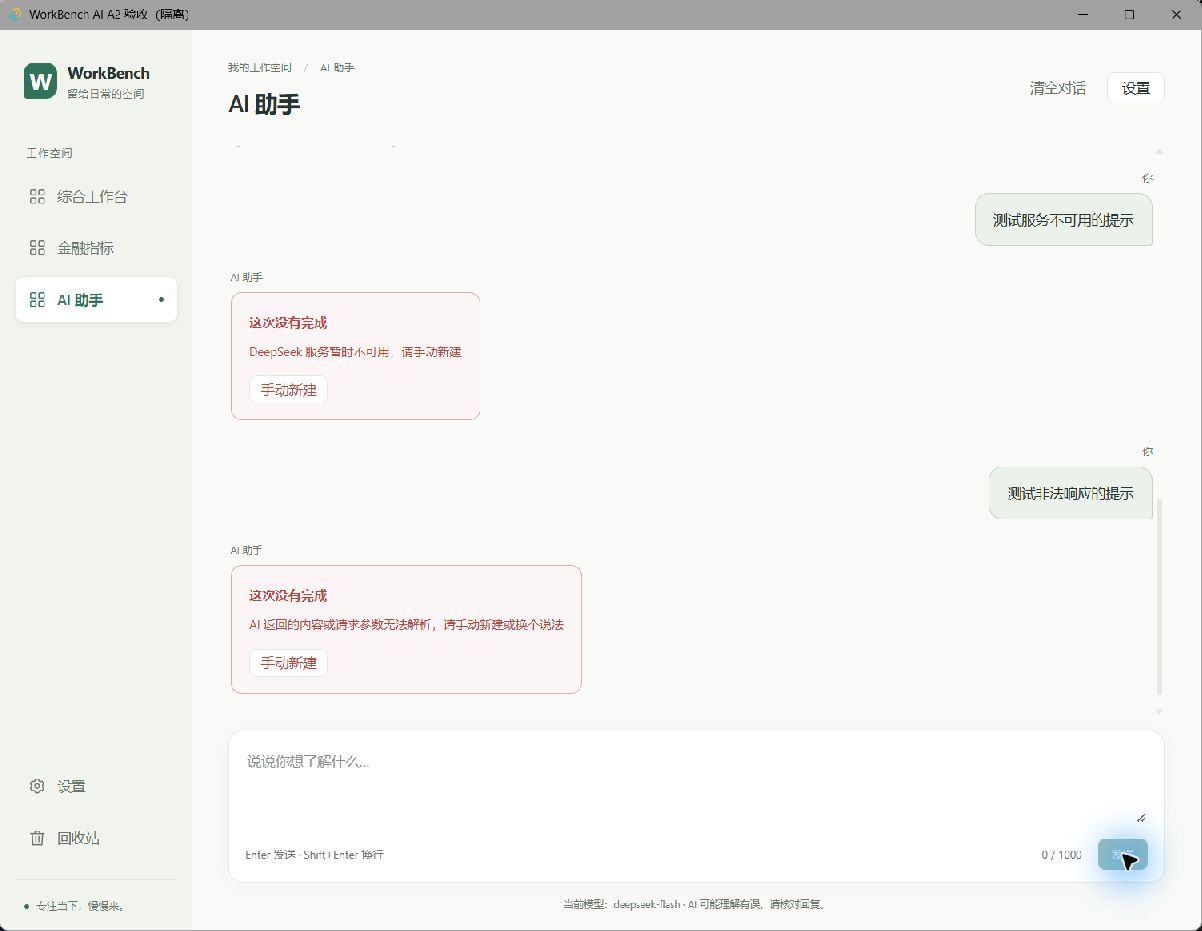 WorkBench AI A2 验收（隔离）
W
WorkBench
留给日常的空间
工作空间
综合工作台
金融指标
AI 助手
设置
回收站
专注当下，慢慢来。
我的工作空间 / AI 助手
AI 助手
清空对话
设置
你
测试服务不可用的提示
AI 助手
这次没有完成
DeepSeek 服务暂时不可用，请手动新建
手动新建
你
测试非法响应的提示
AI 助手
这次没有完成
AI 返回的内容或请求参数无法解析，请手动新建或换个说法
手动新建
说说你想了解什么...
Enter 发送 · Shift+Enter 换行
0 / 1000
当前模型：deepseek-flash · AI 可能理解有误，请核对回复。